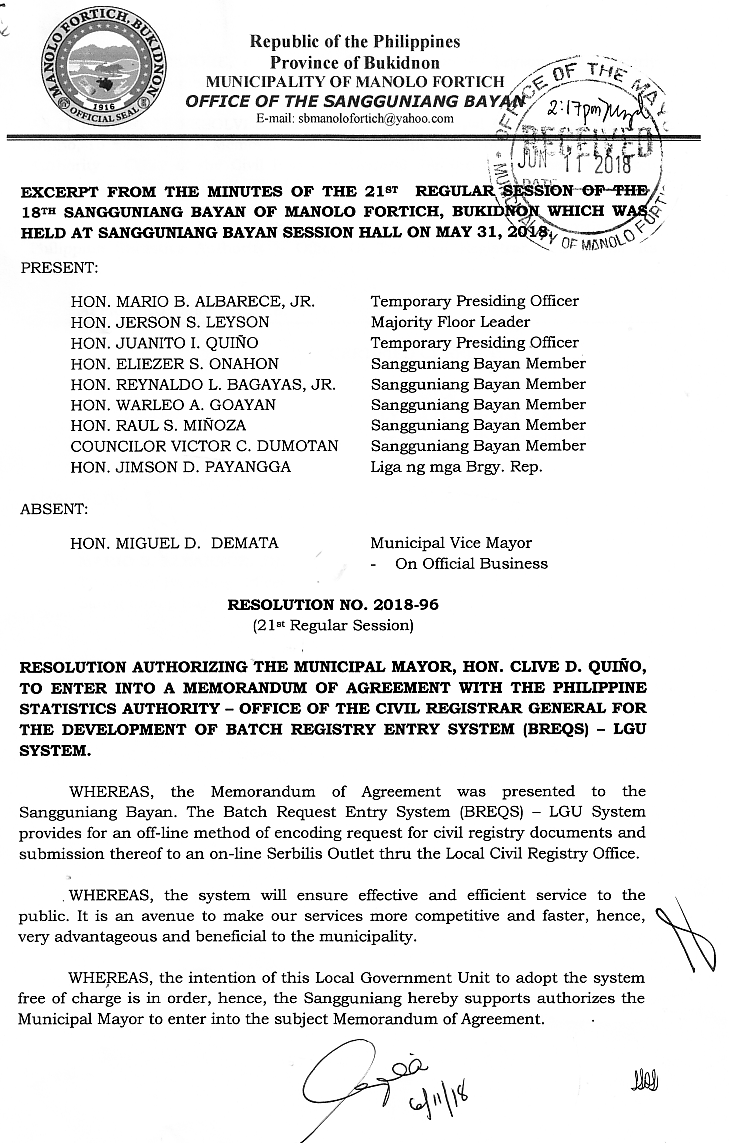 MANOLO FORTICH, BUKIDNON
1916
OFFICIAL SEAL
Republic of the Philippines
Province of Bukidnon
MUNICIPALITY OF MANOLO FORTICH
OFFICE OF THE SANGGUNIANG BAYAN
E-mail: sbmanolofortich@yahoo.com
OFFICE OF THE MAYOR
2:17pm
RECEIVED
JUN 11 2018
DATE
MUNICIPALITY OF MANOLO FORTICH
EXCERPT FROM THE MINUTES OF THE 21ST REGULAR SESSION OF THE
18TH SANGGUNIANG BAYAN OF MANOLO FORTICH, BUKIDNON WHICH WAS
HELD AT SANGGUNIANG BAYAN SESSION HALL ON MAY 31, 2018.
PRESENT:
HON. MARIO B. ALBARECE, JR. Temporary Presiding Officer
HON. JERSON S. LEYSON Majority Floor Leader
HON. JUANITO I. QUIÑO Temporary Presiding Officer
HON. ELIEZER S. ONAHON Sangguniang Bayan Member
HON. REYNALDO L. BAGAYAS, JR. Sangguniang Bayan Member
HON. WARLEO A. GOAYAN Sangguniang Bayan Member
HON. RAUL S. MIÑOZA Sangguniang Bayan Member
COUNCILOR VICTOR C. DUMOTAN Sangguniang Bayan Member
HON. JIMSON D. PAYANGGA Liga ng mga Brgy. Rep.
ABSENT:
HON. MIGUEL D. DEMATA Municipal Vice Mayor
- On Official Business
RESOLUTION NO. 2018-96
(21st Regular Session)
RESOLUTION AUTHORIZING THE MUNICIPAL MAYOR, HON. CLIVE D. QUIÑO,
TO ENTER INTO A MEMORANDUM OF AGREEMENT WITH THE PHILIPPINE
STATISTICS AUTHORITY – OFFICE OF THE CIVIL REGISTRAR GENERAL FOR
THE DEVELOPMENT OF BATCH REGISTRY ENTRY SYSTEM (BREQS) – LGU
SYSTEM.
WHEREAS, the Memorandum of Agreement was presented to the
Sangguniang Bayan. The Batch Request Entry System (BREQS) – LGU System
provides for an off-line method of encoding request for civil registry documents and
submission thereof to an on-line Serbilis Outlet thru the Local Civil Registry Office.
WHEREAS, the system will ensure effective and efficient service to the
public. It is an avenue to make our services more competitive and faster, hence,
very advantageous and beneficial to the municipality.
WHEREAS, the intention of this Local Government Unit to adopt the system
free of charge is in order, hence, the Sangguniang hereby supports authorizes the
Municipal Mayor to enter into the subject Memorandum of Agreement.
6/11/18